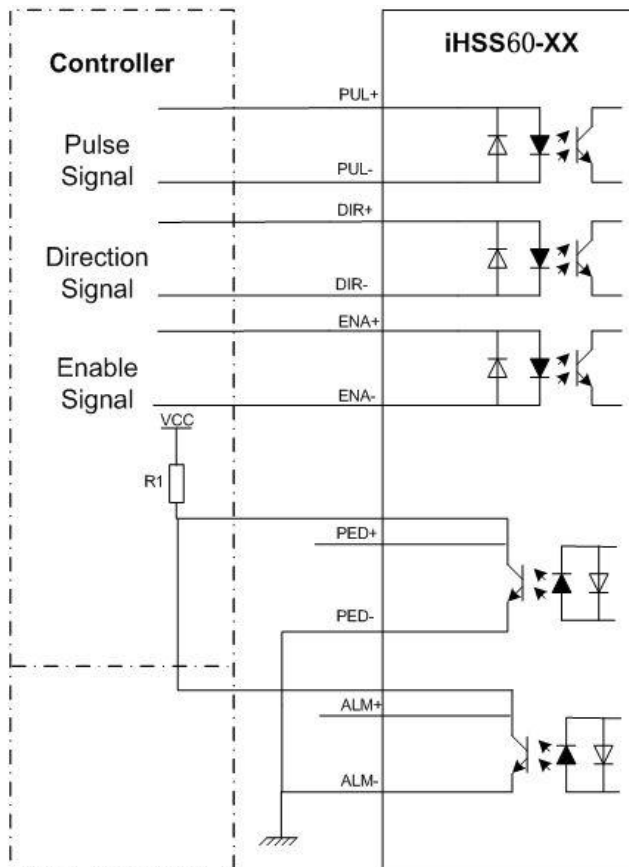 iHSS60-XX
Controller
PUL+
Pulse
Signal
PUL-
DIR+
Direction
Signal
DIR-
ENA+
Enable
Signal
ENA-
VCC
R1
PED+
PED-
ALM+
ALM-